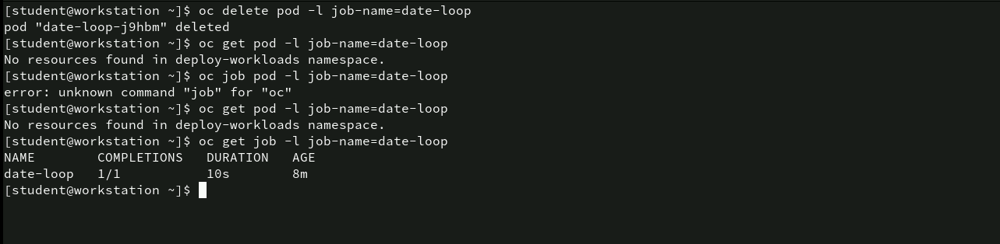 [student@workstation ~]$ oc delete pod -l job-name=date-loop
pod "date-loop-j9hbm" deleted
[student@workstation ~]$ oc get pod -l job-name=date-loop
No resources found in deploy-workloads namespace.
[student@workstation ~]$ oc job pod -l job-name=date-loop
error: unknown command "job" for "oc"
[student@workstation ~]$ oc get pod -l job-name=date-loop
No resources found in deploy-workloads namespace.
[student@workstation ~]$ oc get job -l job-name=date-loop
NAME        COMPLETIONS   DURATION   AGE
date-loop   1/1           10s        8m
[student@workstation ~]$